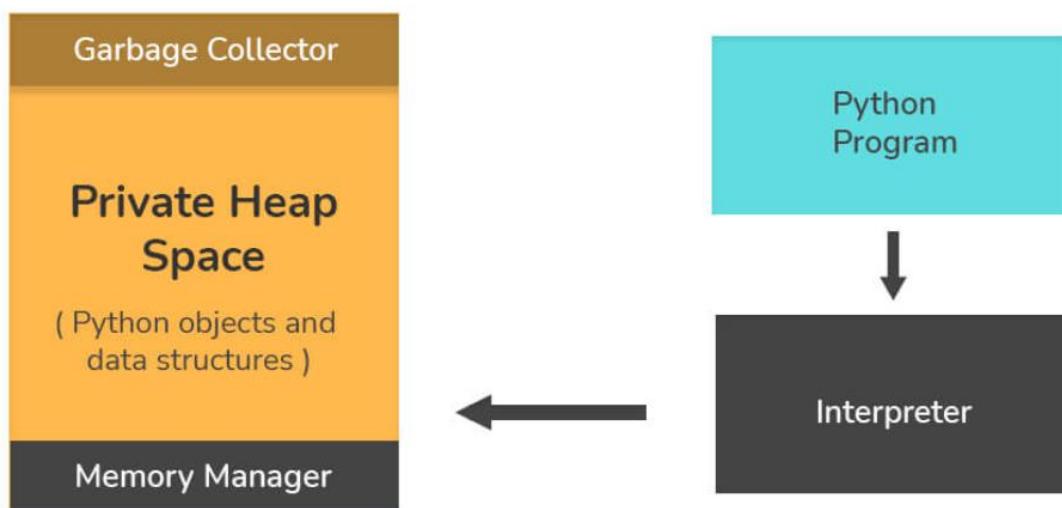 Garbage Collector
Private Heap
Space
( Python objects and
data structures )
Memory Manager
Python
Program
Interpreter